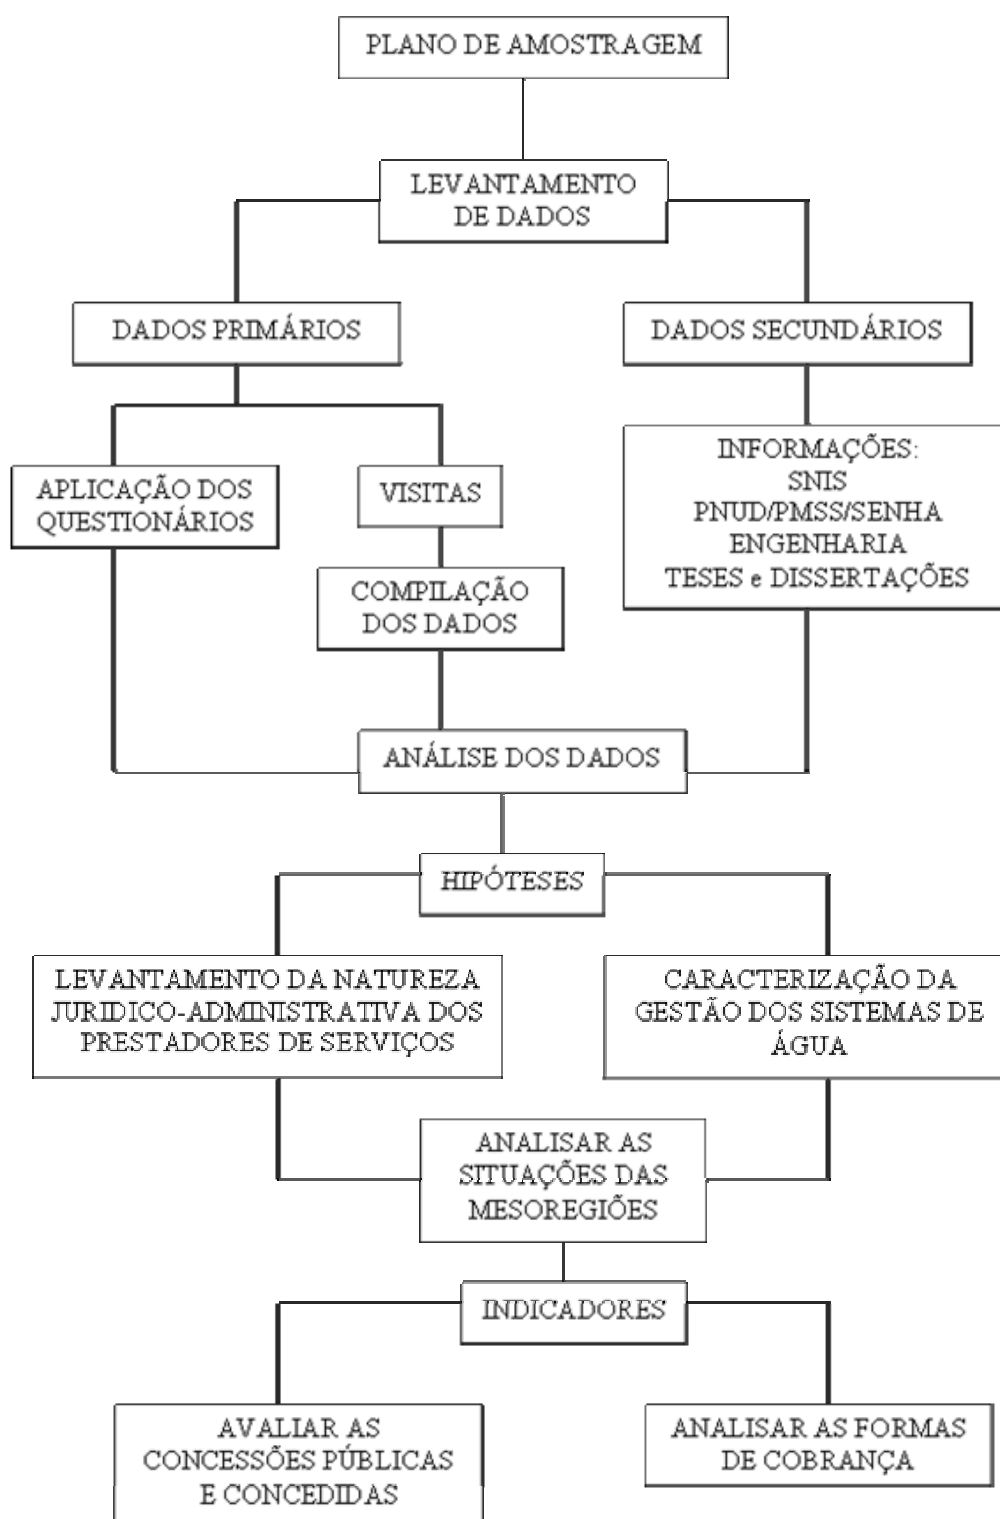 PLANO DE AMOSTRAGEM
LEVANTAMENTO
DE DADOS
DADOS PRIMÁRIOS
DADOS SECUNDÁRIOS
APLICAÇÃO DOS
QUESTIONÁRIOS
VISITAS
INFORMAÇÕES:
SNIS
PNUD/PMSS/SENHA
ENGENHARIA
TESES e DISSERTAÇÕES
COMPILAÇÃO
DOS DADOS
ANÁLISE DOS DADOS
HIPÓTESES
LEVANTAMENTO DA NATUREZA
JURIDICO-ADMINISTRATIVA DOS
PRESTADORES DE SERVIÇOS
CARACTERIZAÇÃO DA
GESTÃO DOS SISTEMAS DE
ÁGUA
ANALISAR AS
SITUAÇÕES DAS
MESOREGIÕES
INDICADORES
AVALIAR AS
CONCESSÕES PÚBLICAS
E CONCEDIDAS
ANALISAR AS FORMAS
DE COBRANÇA